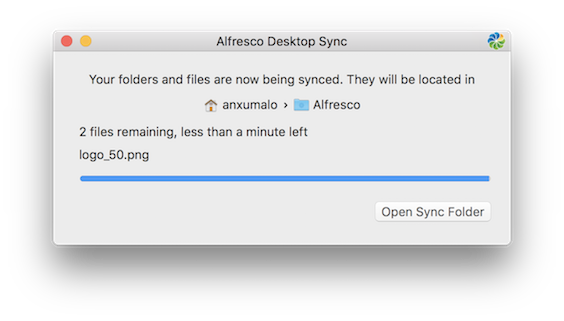 Alfresco Desktop Sync
Your folders and files are now being synced. They will be located in
anxumalo › Alfresco
2 files remaining, less than a minute left
logo_50.png
Open Sync Folder